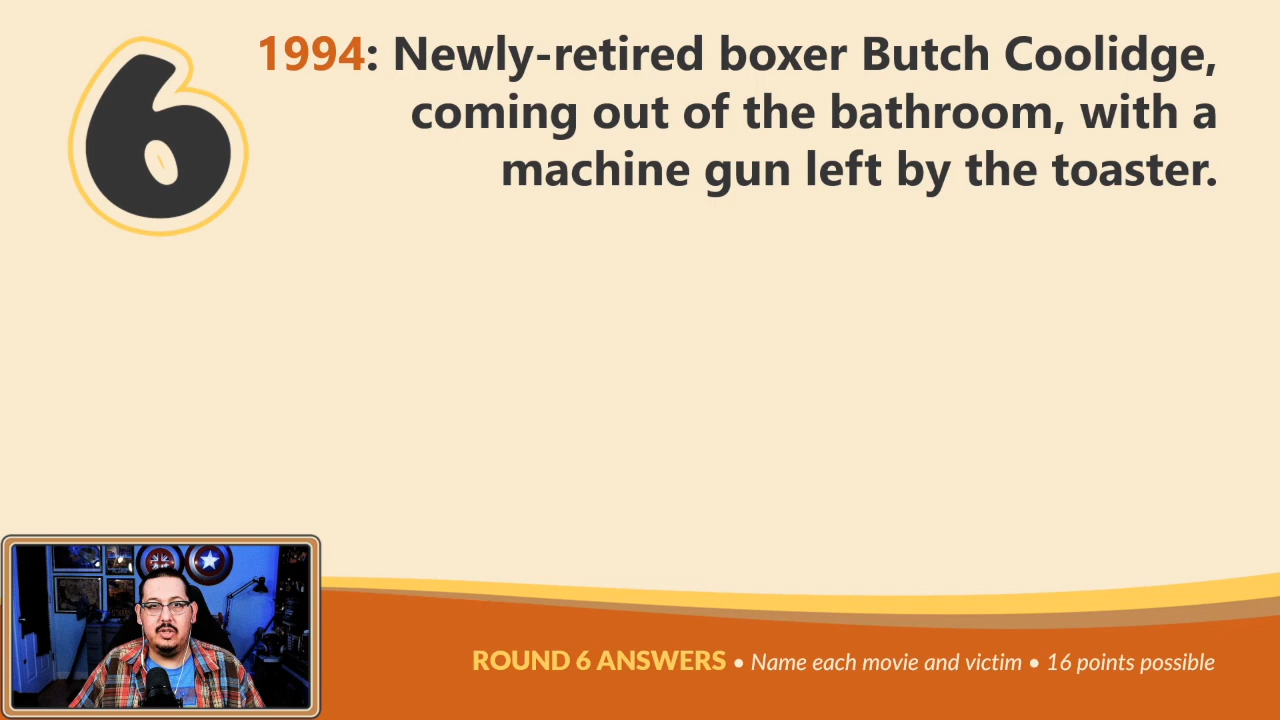 6
1994: Newly-retired boxer Butch Coolidge,
coming out of the bathroom, with a
machine gun left by the toaster.
ROUND 6 ANSWERS • Name each movie and victim • 16 points possible